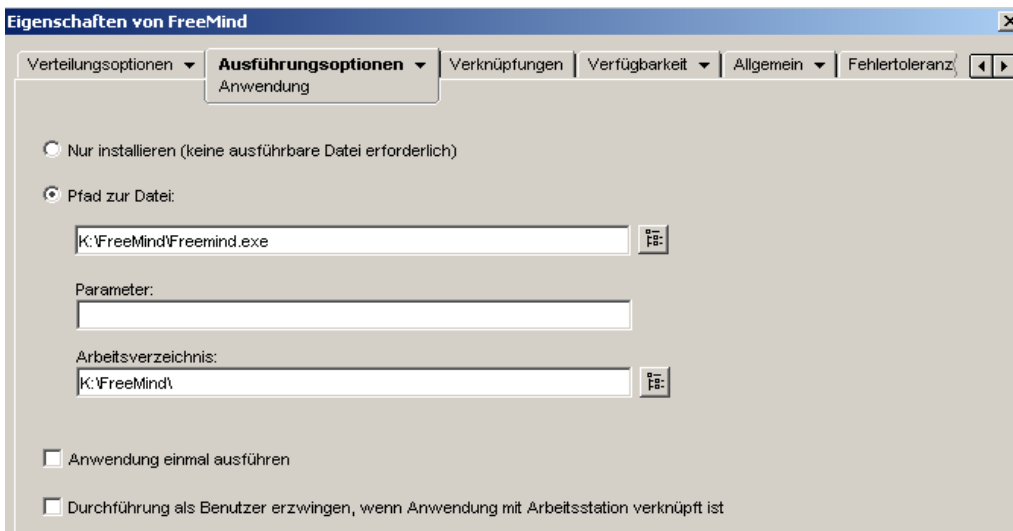 Eigenschaften von FreeMind
Verteilungsoptionen Ausführungsoptionen Verknüpfungen Verfügbarkeit Allgemein Fehlertoleranz
Anwendung
Nur installieren (keine ausführbare Datei erforderlich)
Pfad zur Datei:
K:\FreeMind\Freemind.exe
Parameter:
Arbeitsverzeichnis:
K:\FreeMind\
Anwendung einmal ausführen
Durchführung als Benutzer erzwingen, wenn Anwendung mit Arbeitsstation verknüpft ist